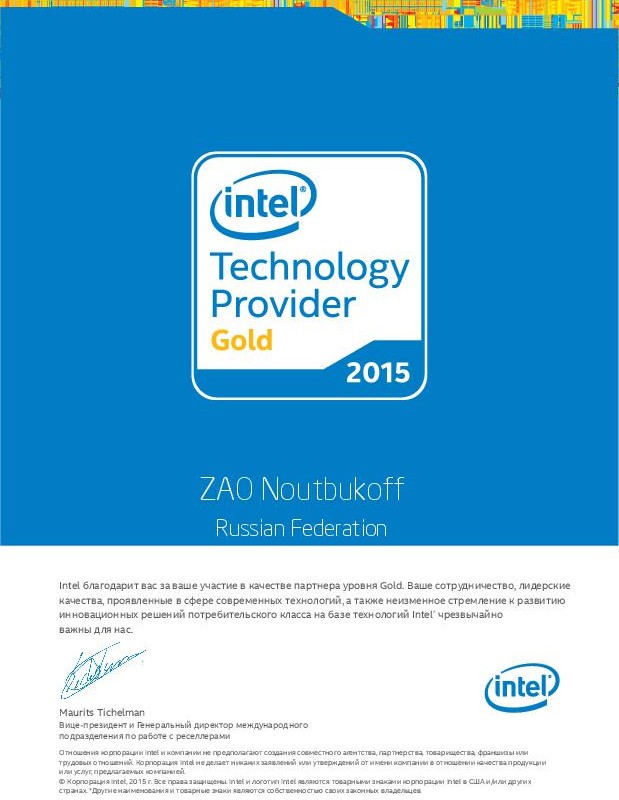 intel®
Technology
Provider
Gold
2015
ZAO Noutbukoff
Russian Federation
Intel благодарит вас за ваше участие в качестве партнера уровня Gold. Ваше сотрудничество, лидерские
качества, проявленные в сфере современных технологий, а также неизменное стремление к развитию
инновационных решений потребительского класса на базе технологий Intel® чрезвычайно
важны для нас.
intel®
Maurits Tichelman
Вице-президент и Генеральный директор международного
подразделения по работе с реселлерами
Отношения корпорации Intel и компании не предполагают создания совместного агентства, партнерства, товарищества, франшизы или
трудовых отношений. Корпорация Intel не делает никаких заявлений или утверждений от имени компании в отношении качества продукции
или услуг, предлагаемых компанией.
© Корпорация Intel, 2015 г. Все права защищены. Intel и логотип Intel являются товарными знаками корпорации Intel в США и/или других
странах. *Другие наименования и товарные знаки являются собственностью своих законных владельцев